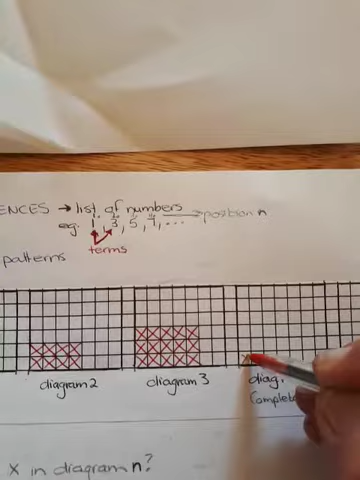 ENCES → list of numbers
eg. 1, 3, 5, 7, ... → position n
terms
patterns
diagram 2
diagram 3
diag
Complete
x in diagram n?